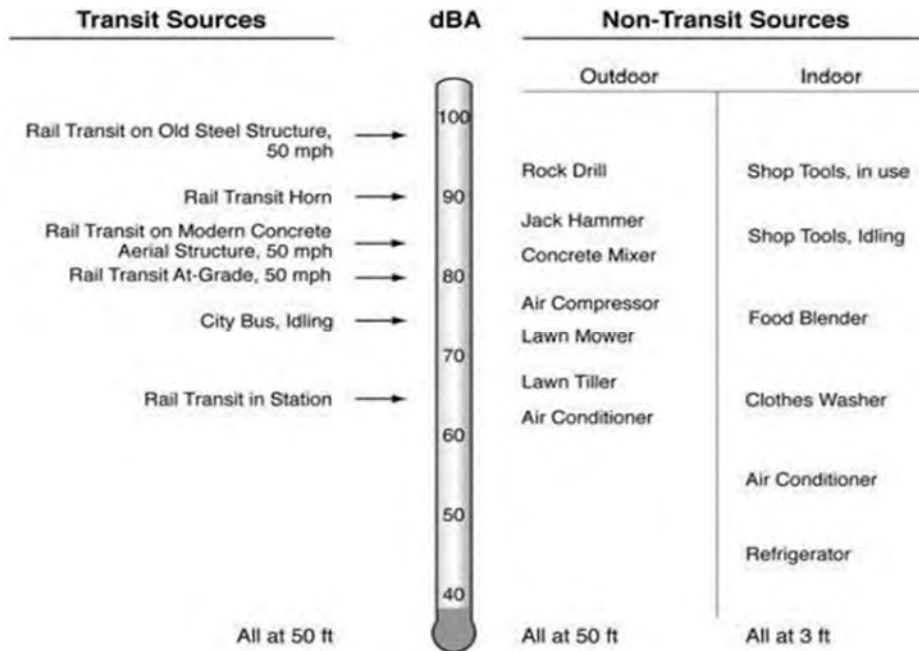 Transit Sources
dBA
Non-Transit Sources
Outdoor
Indoor
Rail Transit on Old Steel Structure,
50 mph
Rail Transit Horn
Rail Transit on Modern Concrete
Aerial Structure, 50 mph
Rail Transit At-Grade, 50 mph
City Bus, Idling
Rail Transit in Station
All at 50 ft
100
90
80
70
60
50
40
Rock Drill
Jack Hammer
Concrete Mixer
Air Compressor
Lawn Mower
Lawn Tiller
Air Conditioner
All at 50 ft
Shop Tools, in use
Shop Tools, Idling
Food Blender
Clothes Washer
Air Conditioner
Refrigerator
All at 3 ft